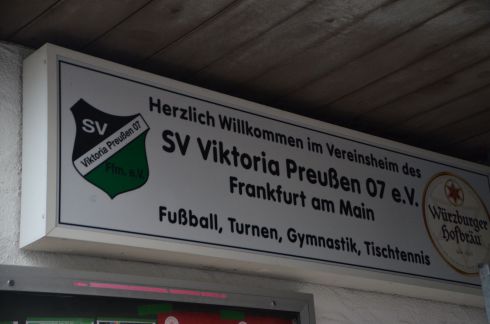 SV
Viktoria Preußen 07
Ffm. e.V.
Herzlich Willkommen im Vereinsheim des
SV Viktoria Preußen 07 e.V.
Frankfurt am Main
Fußball, Turnen, Gymnastik, Tischtennis
Würzburger
Hofbräu